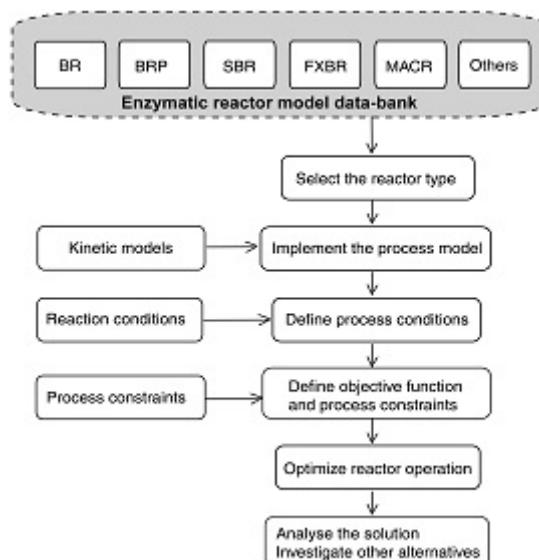 BR
BRP
SBR
FXBR
MACR
Others
Enzymatic reactor model data-bank
Select the reactor type
Kinetic models
Implement the process model
Reaction conditions
Define process conditions
Process constraints
Define objective function
and process constraints
Optimize reactor operation
Analyse the solution
Investigate other alternatives